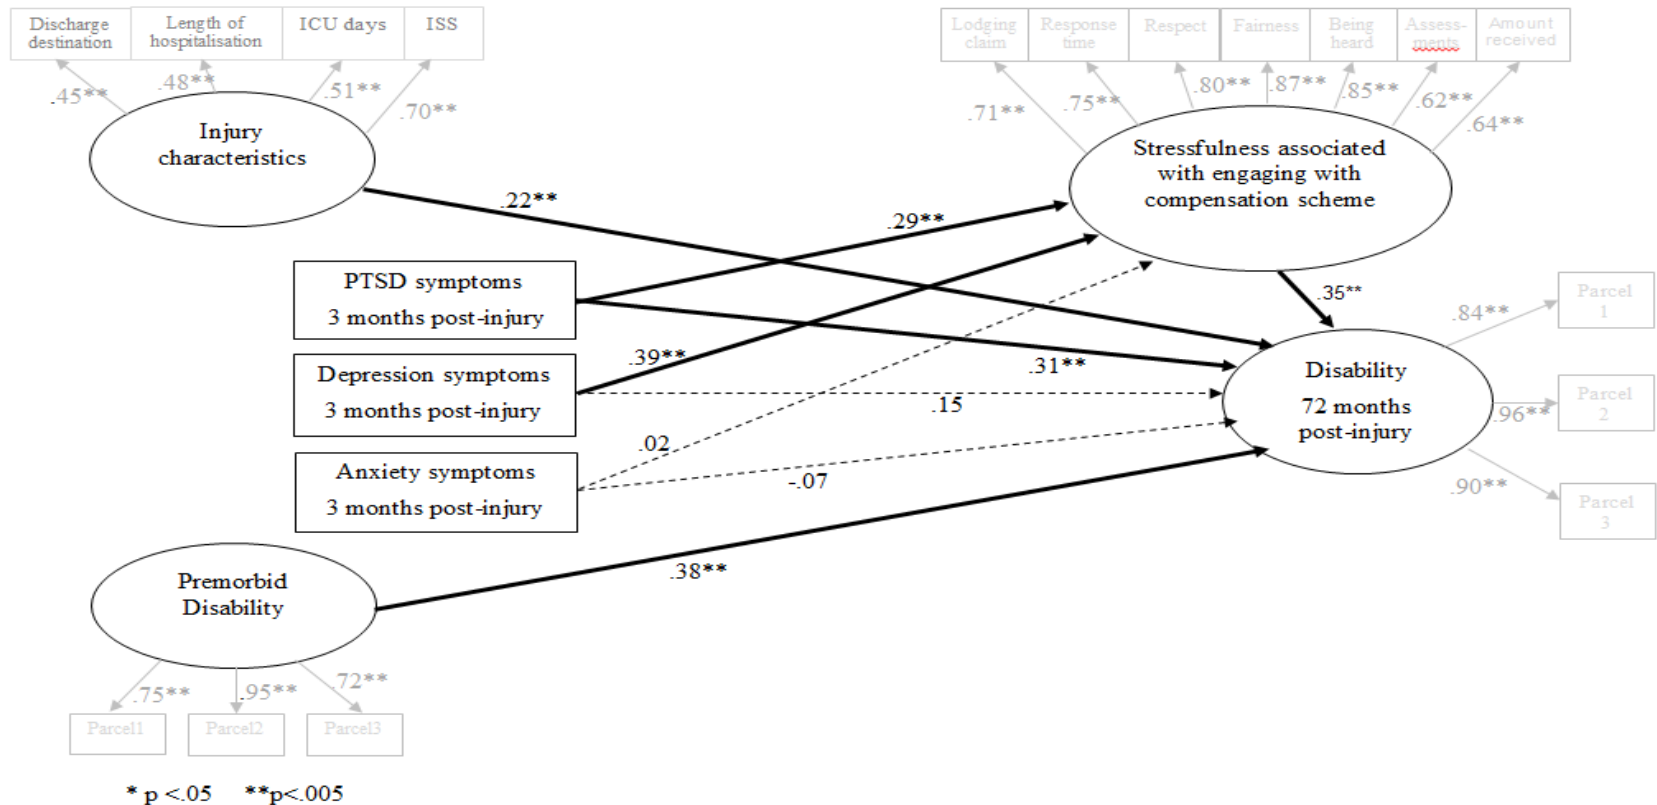 Discharge
destination
Length of
hospitalisation
ICU days
ISS
.45**
.48**
.51**
.70**
Injury
characteristics
Lodging
claim
Response
time
Respect
Fairness
Being
heard
Assess-
ments
Amount
received
.71**
.75**
.80**
.87**
.85**
.62**
.64**
Stressfulness associated
with engaging with
compensation scheme
.22**
.29**
PTSD symptoms
3 months post-injury
.35**
.39**
.31**
Depression symptoms
3 months post-injury
.15
.02
Anxiety symptoms
3 months post-injury
-.07
Disability
72 months
post-injury
.84**
Parcel
1
.96**
Parcel
2
.90**
Parcel
3
.38**
Premorbid
Disability
.75**
.95**
.72**
Parcel1
Parcel2
Parcel3
* p <.05 **p<.005